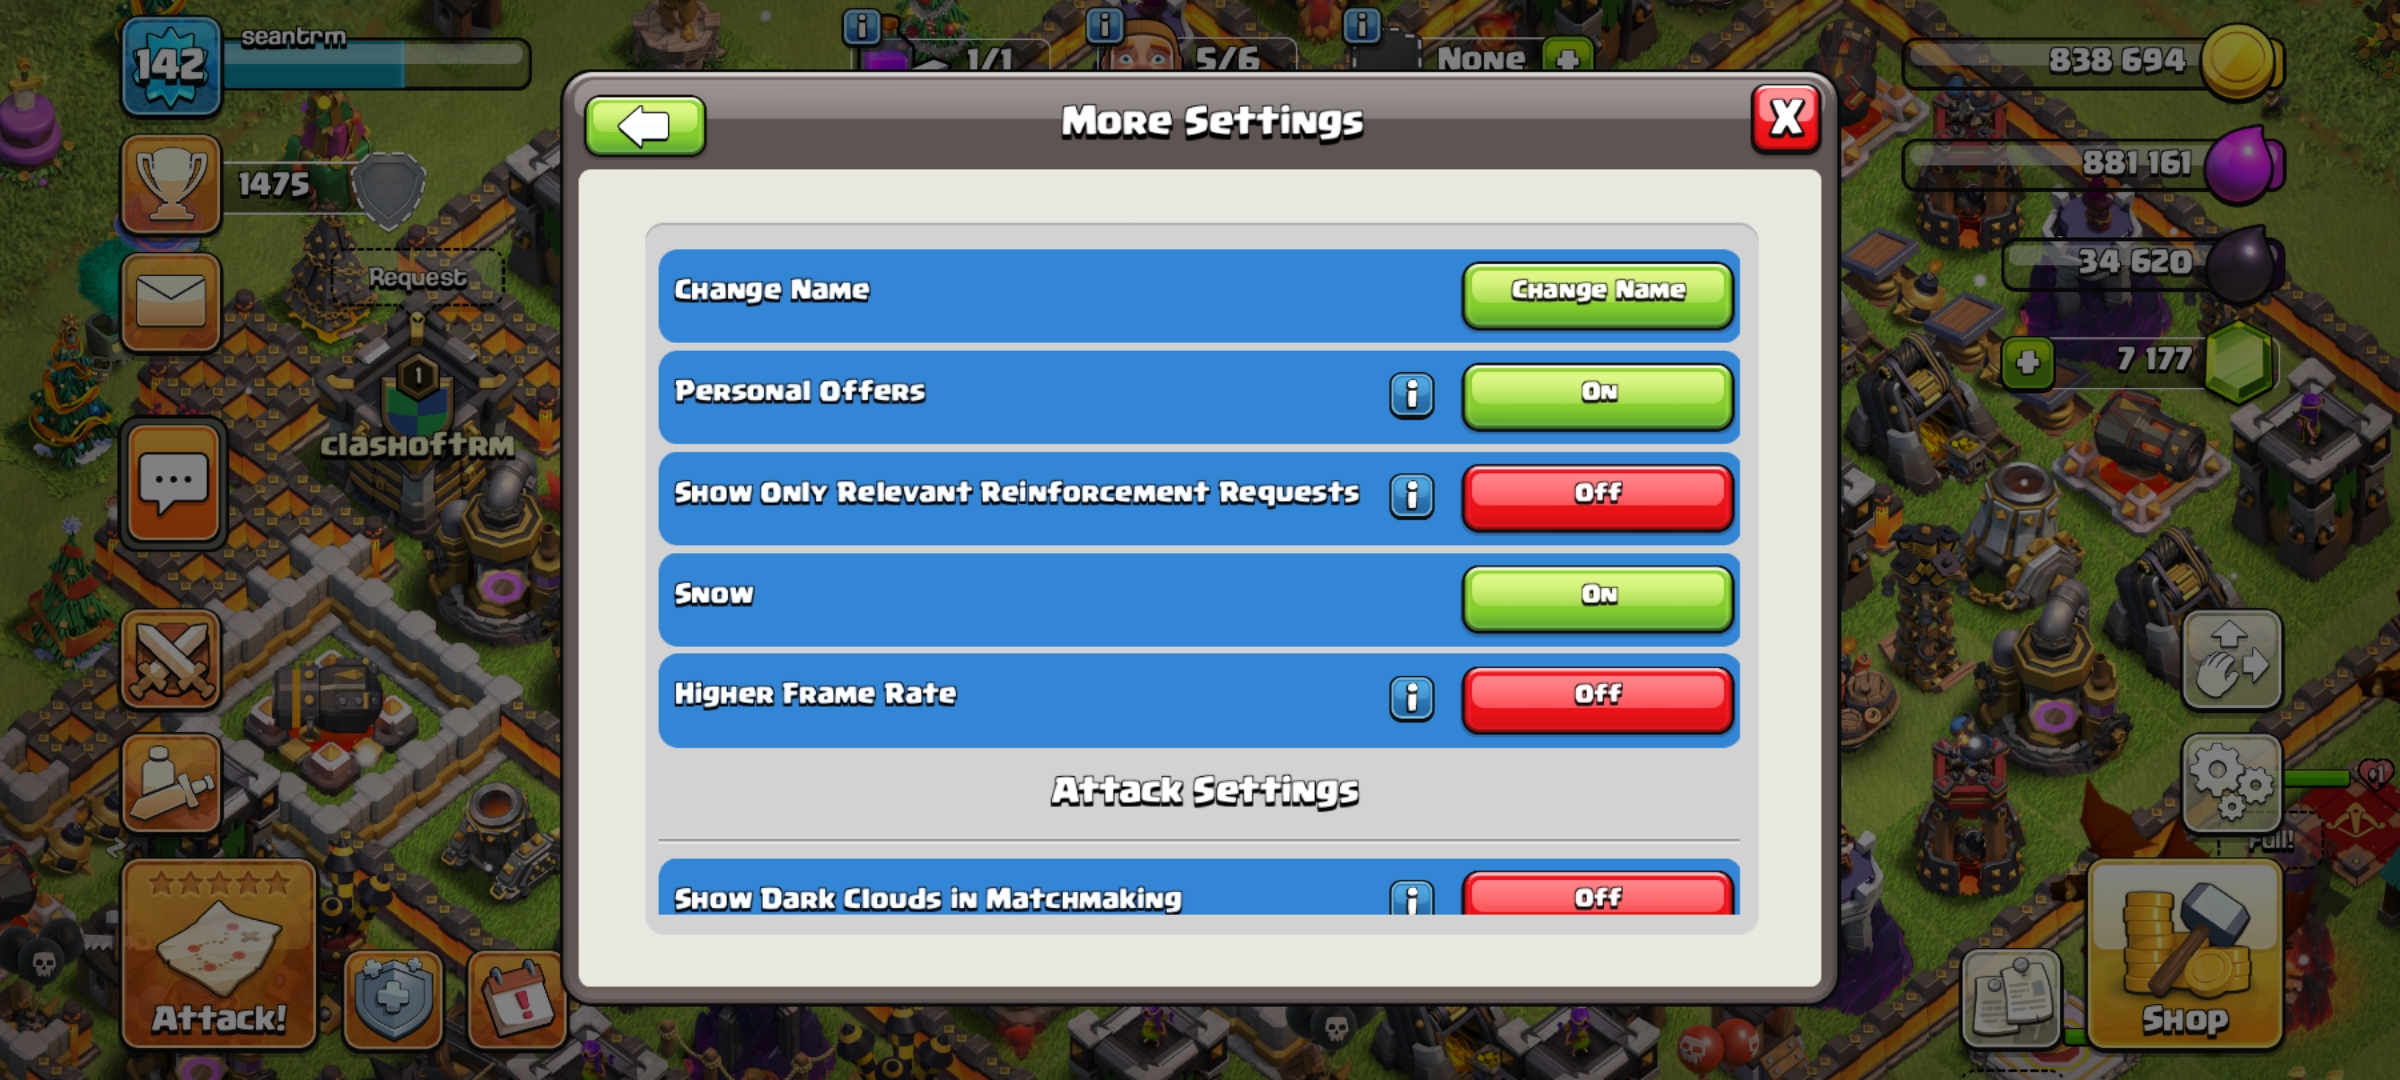 142
seantrm
1/1
5/6
None
838 694
More Settings
X
1475
881 161
Request
34 620
Change Name
Change Name
7 177
1
Personal Offers
On
clashoftRM
Show Only Relevant Reinforcement Requests
Off
Snow
On
Higher Frame Rate
Off
Attack Settings
+1
Full!
Show Dark Clouds in Matchmaking
Off
Attack!
Shop